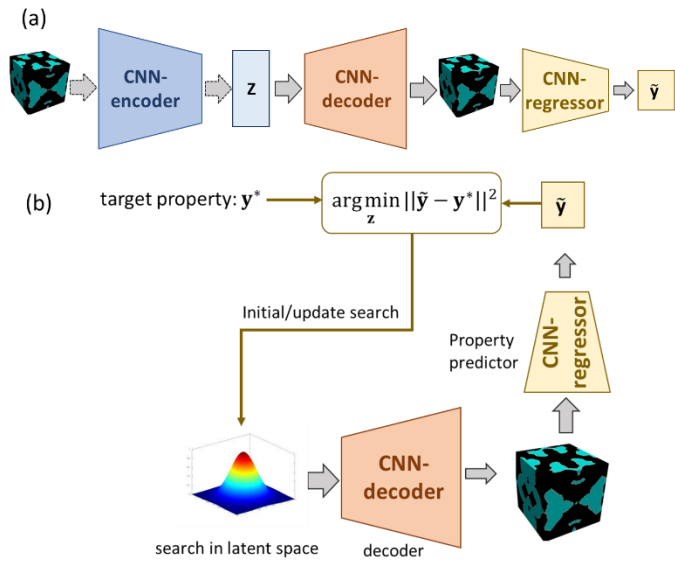 (a)
CNN-
encoder
z
CNN-
decoder
CNN-
regressor
ỹ
(b)
target property: y*
arg min ||ỹ − y*||²
z
ỹ
Initial/update search
Property
predictor
CNN-
regressor
CNN-
decoder
search in latent space
decoder